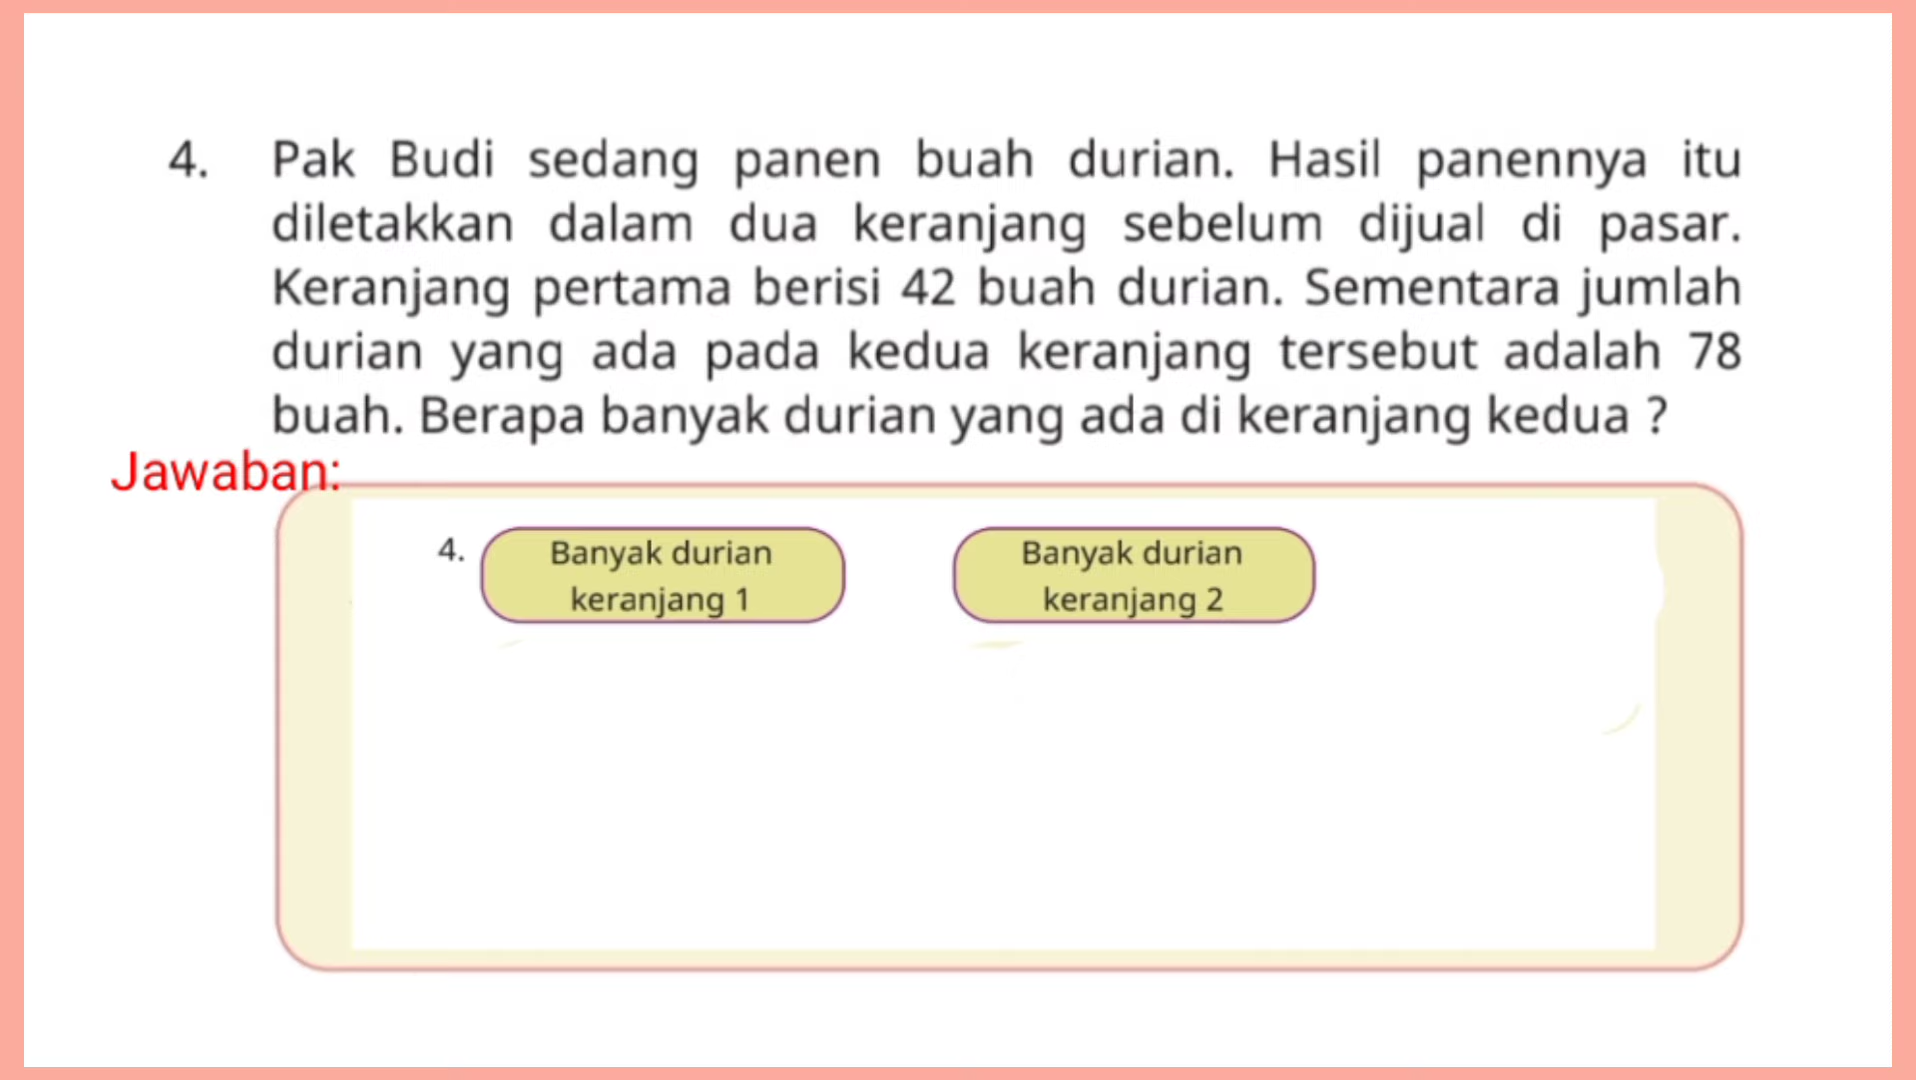 4. Pak Budi sedang panen buah durian. Hasil panennya itu
diletakkan dalam dua keranjang sebelum dijual di pasar.
Keranjang pertama berisi 42 buah durian. Sementara jumlah
durian yang ada pada kedua keranjang tersebut adalah 78
buah. Berapa banyak durian yang ada di keranjang kedua ?
Jawaban:
4. Banyak durian
keranjang 1
Banyak durian
keranjang 2